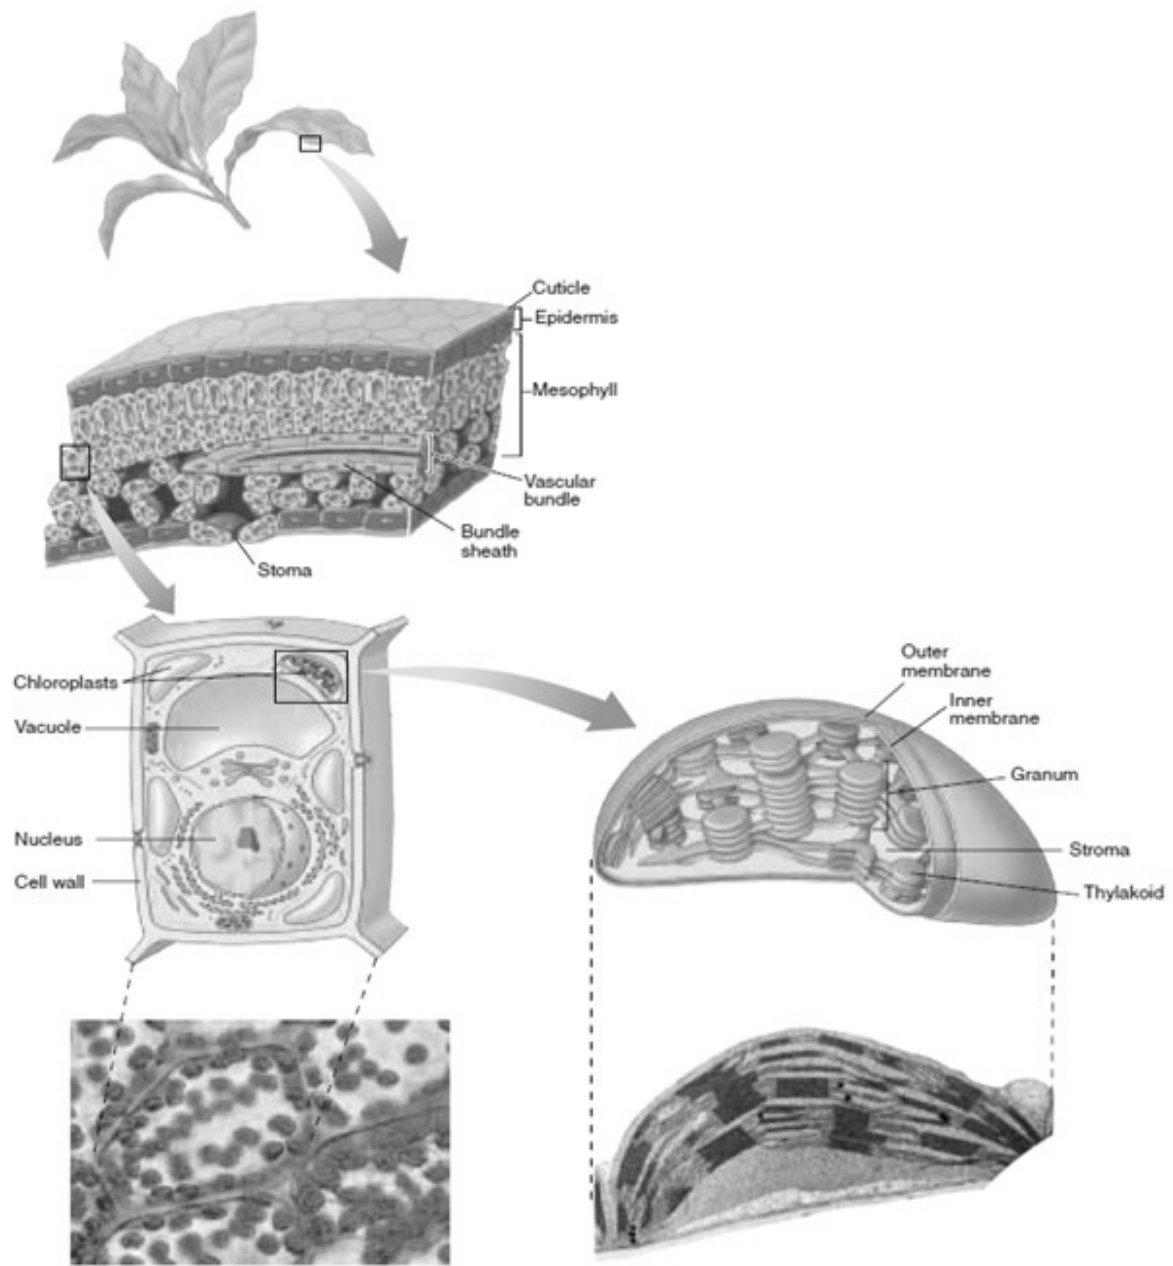 Cuticle
Epidermis
Mesophyll
Vascular
bundle
Bundle
sheath
Stoma
Chloroplasts
Vacuole
Nucleus
Cell wall
Outer
membrane
Inner
membrane
Granum
Stroma
Thylakoid